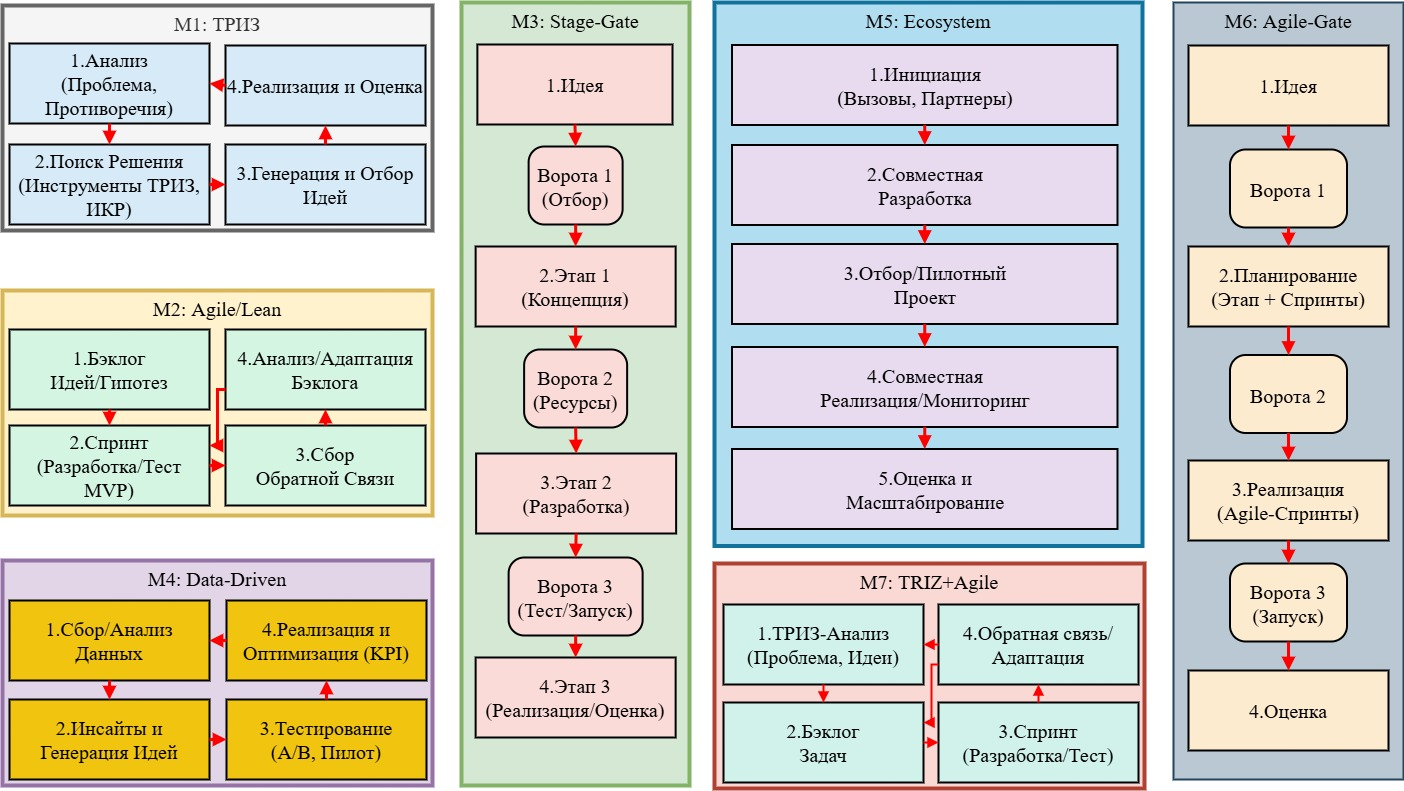 M1: ТРИЗ
1.Анализ
(Проблема,
Противоречия)
4.Реализация и Оценка
2.Поиск Решения
(Инструменты ТРИЗ,
ИКР)
3.Генерация и Отбор
Идей
M2: Agile/Lean
1.Бэклог
Идей/Гипотез
4.Анализ/Адаптация
Бэклога
2.Спринт
(Разработка/Тест
MVP)
3.Сбор
Обратной Связи
M4: Data-Driven
1.Сбор/Анализ
Данных
4.Реализация и
Оптимизация (KPI)
2.Инсайты и
Генерация Идей
3.Тестирование
(A/B, Пилот)
M3: Stage-Gate
1.Идея
Ворота 1
(Отбор)
2.Этап 1
(Концепция)
Ворота 2
(Ресурсы)
3.Этап 2
(Разработка)
Ворота 3
(Тест/Запуск)
4.Этап 3
(Реализация/Оценка)
M5: Ecosystem
1.Инициация
(Вызовы, Партнеры)
2.Совместная
Разработка
3.Отбор/Пилотный
Проект
4.Совместная
Реализация/Мониторинг
5.Оценка и
Масштабирование
M7: TRIZ+Agile
1.ТРИЗ-Анализ
(Проблема, Идеи)
4.Обратная связь/
Адаптация
2.Бэклог
Задач
3.Спринт
(Разработка/Тест)
M6: Agile-Gate
1.Идея
Ворота 1
2.Планирование
(Этап + Спринты)
Ворота 2
3.Реализация
(Agile-Спринты)
Ворота 3
(Запуск)
4.Оценка